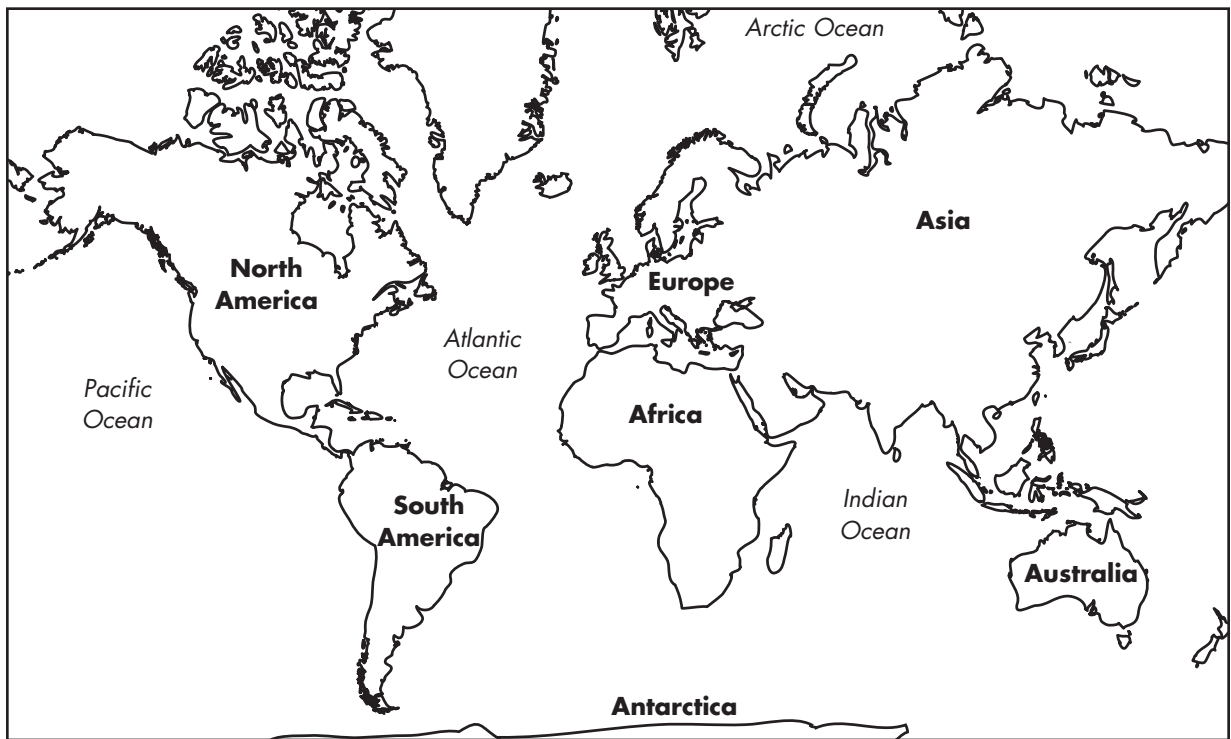 Arctic Ocean
Asia
North
America
Europe
Atlantic
Ocean
Pacific
Ocean
Africa
South
America
Indian
Ocean
Australia
Antarctica